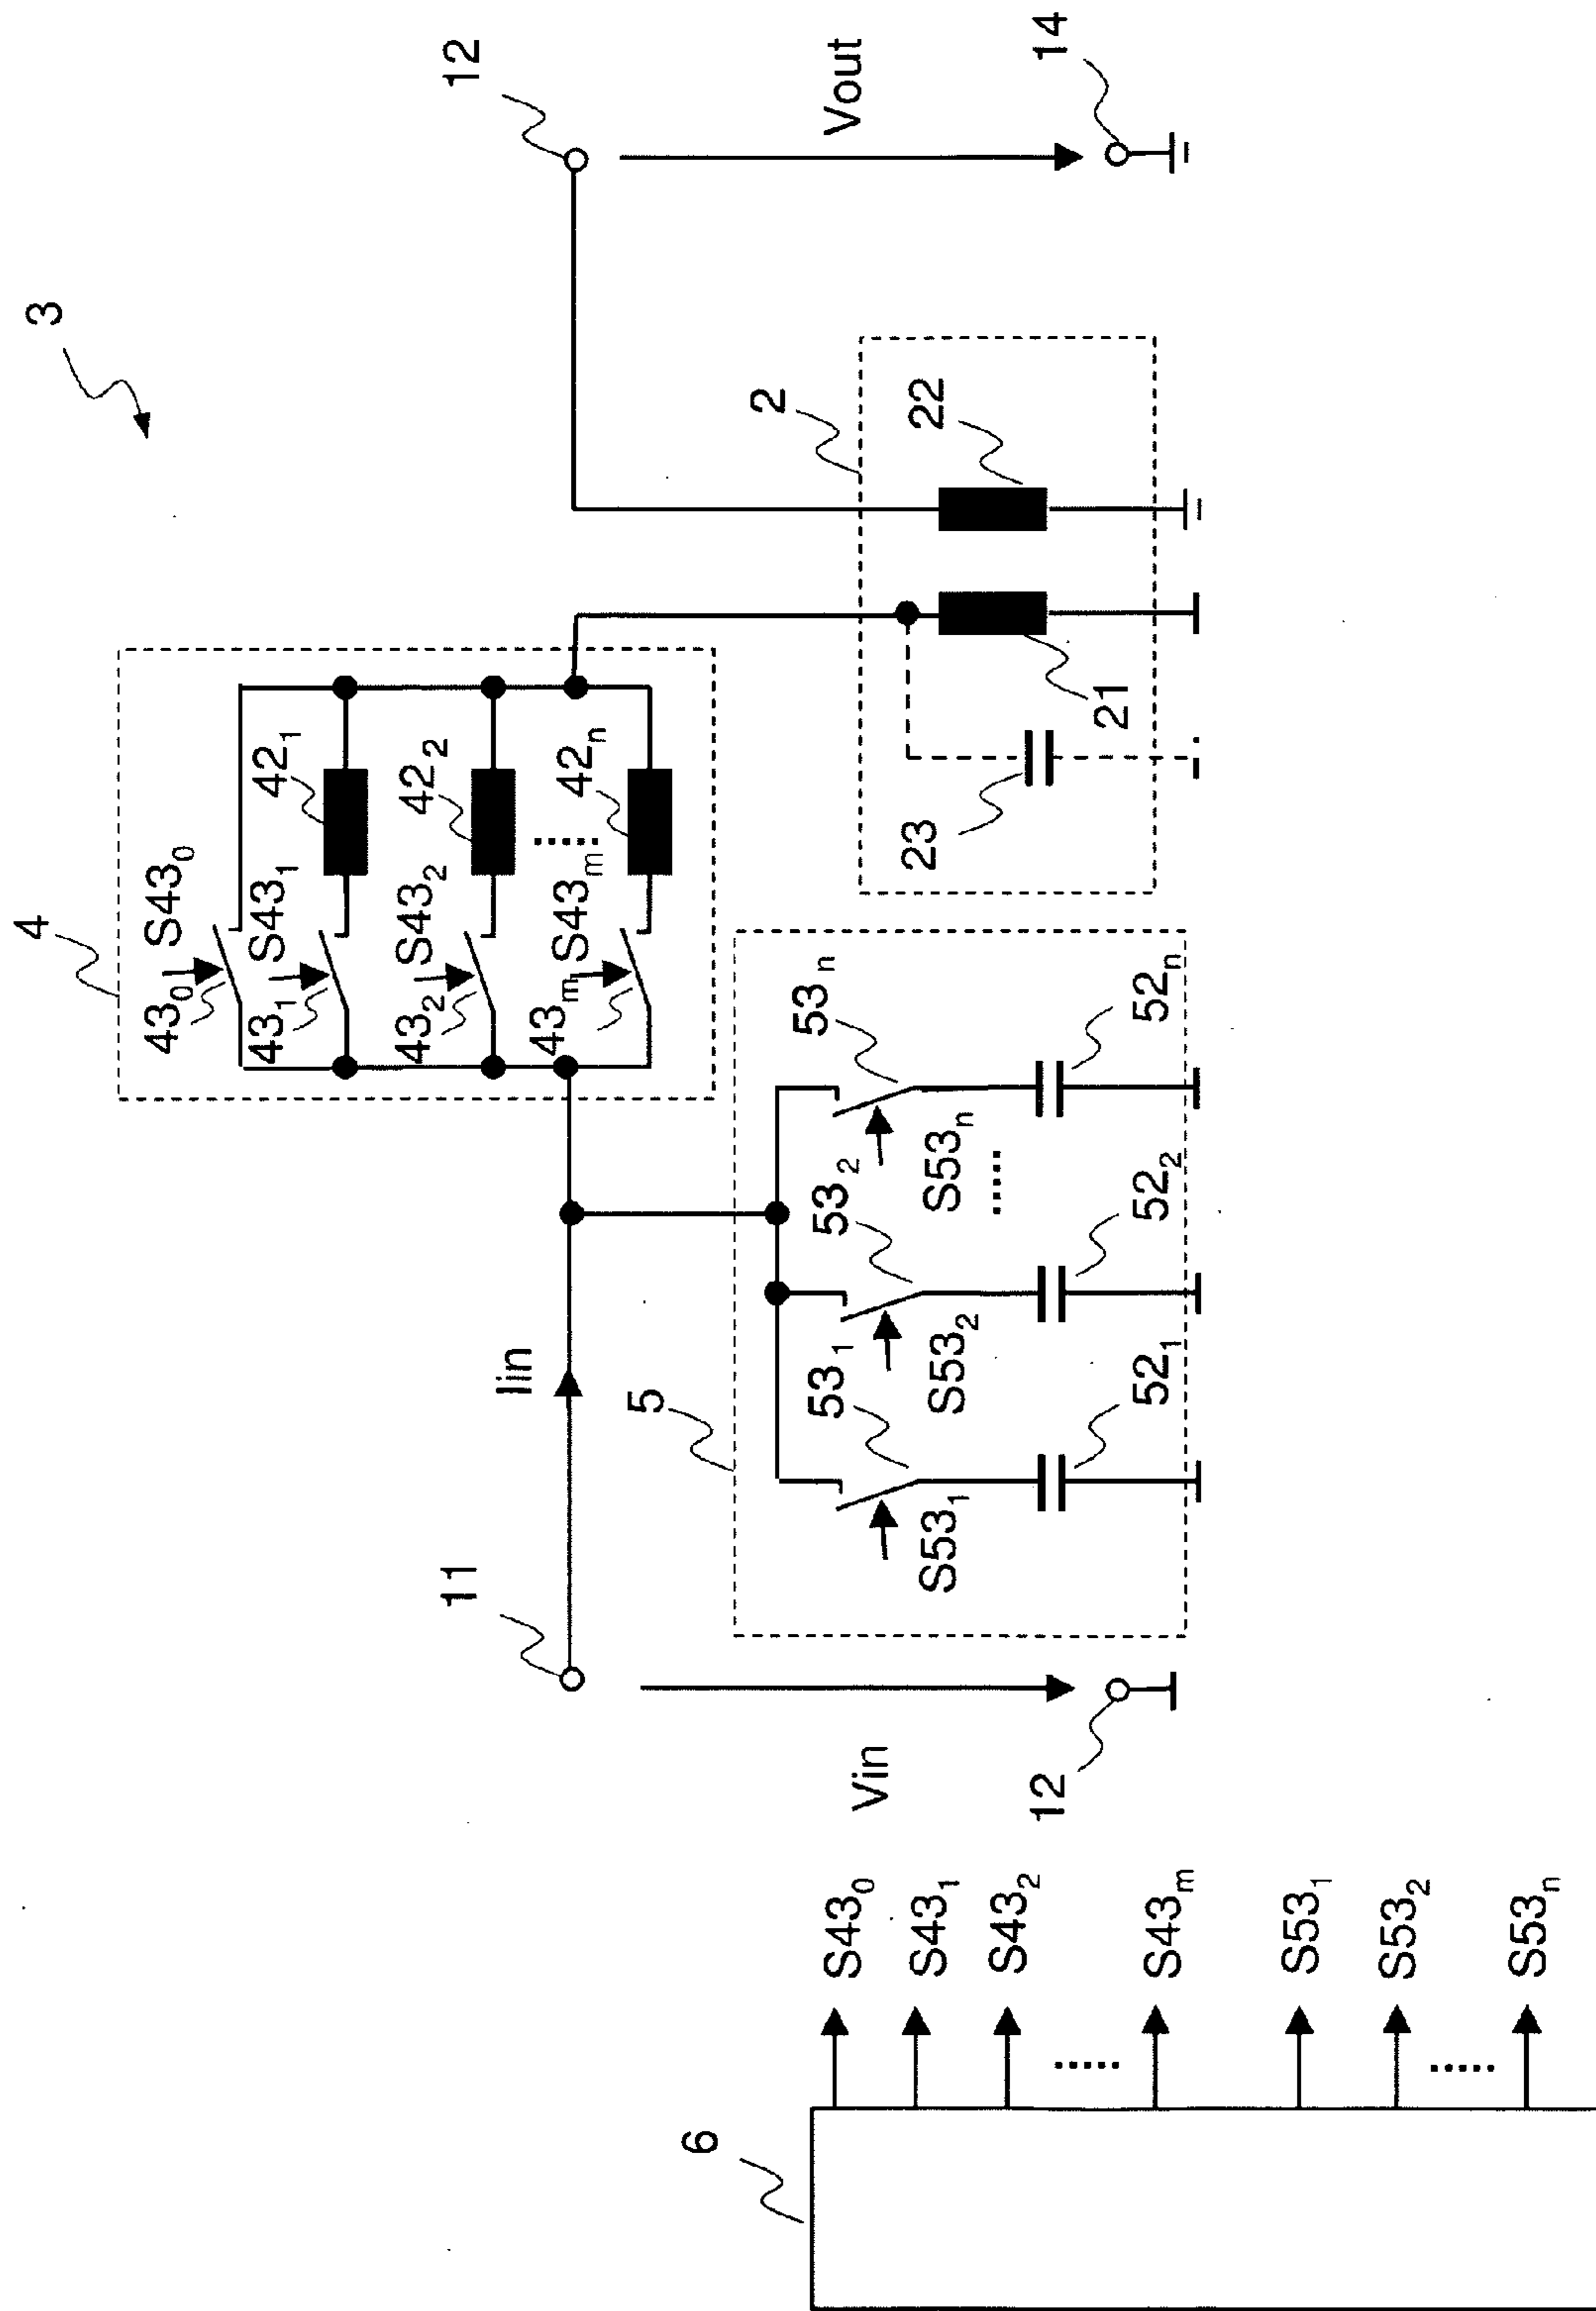 3
4
43₀
S43₀
43₁
S43₁
42₁
43₂
S43₂
42₂
......
43ₘ
S43ₘ
42ₙ
11
Iin
12
Vin
12
Vout
14
5
53₁
S53₁
52₁
53₂
S53₂
52₂
......
53ₙ
S53ₙ
52ₙ
2
23
21
22
6
S43₀
S43₁
S43₂
......
S43ₘ
S53₁
S53₂
......
S53ₙ